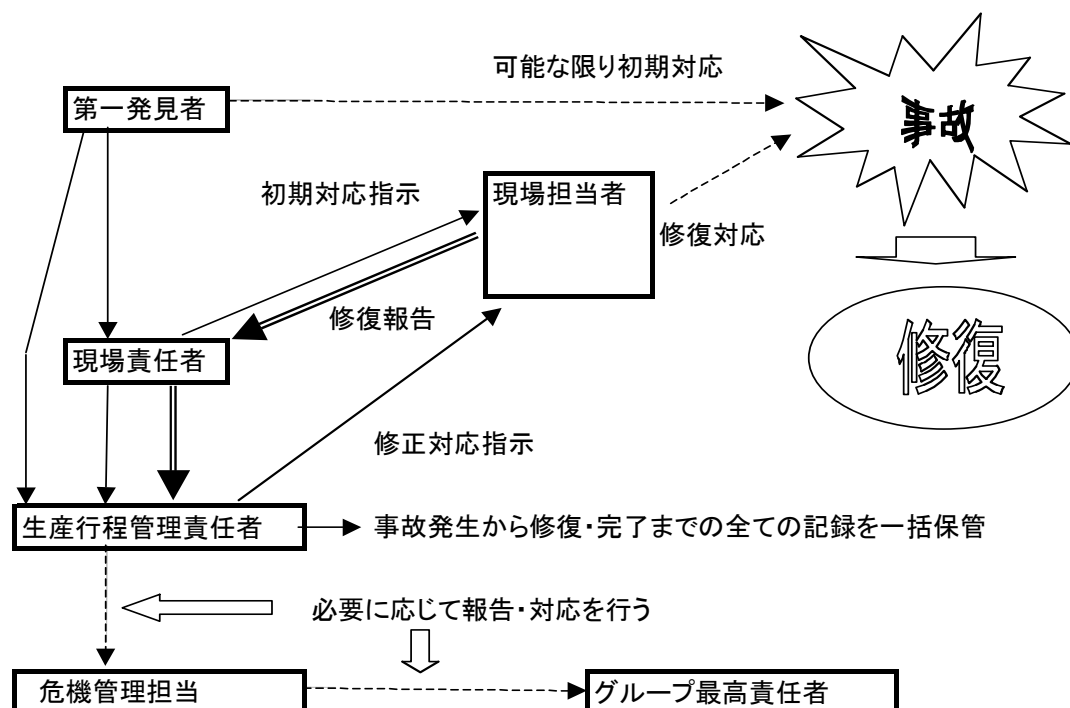 可能な限り初期対応
第一発見者
事故
初期対応指示
現場担当者
修復対応
修復報告
修復
現場責任者
修正対応指示
生産行程管理責任者
事故発生から修復・完了までの全ての記録を一括保管
必要に応じて報告・対応を行う
危機管理担当
グループ最高責任者